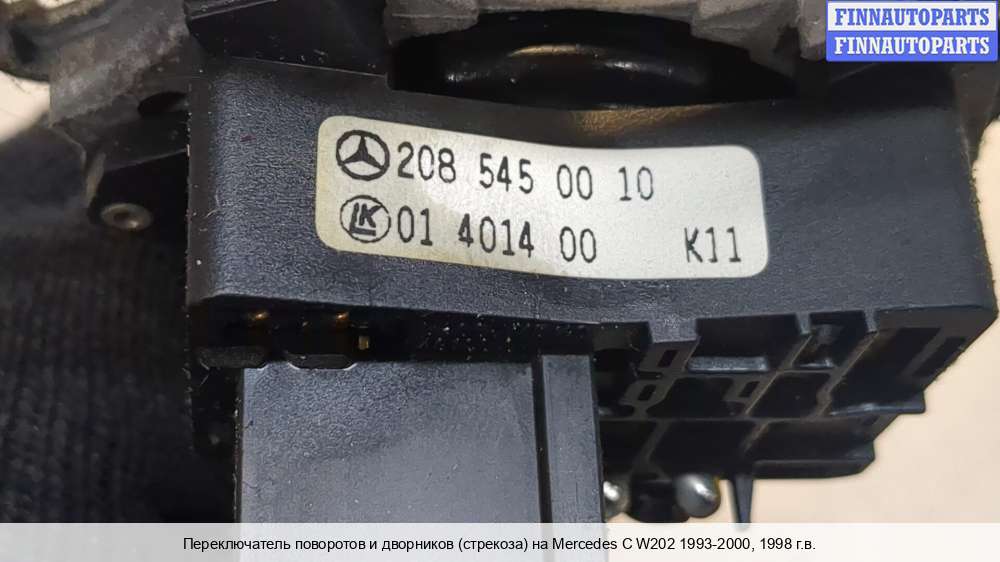 FINNAUTOPARTS
FINNAUTOPARTS
208 545 00 10
LK 01 4014 00 K11
Переключатель поворотов и дворников (стрекоза) на Mercedes C W202 1993-2000, 1998 г.в.